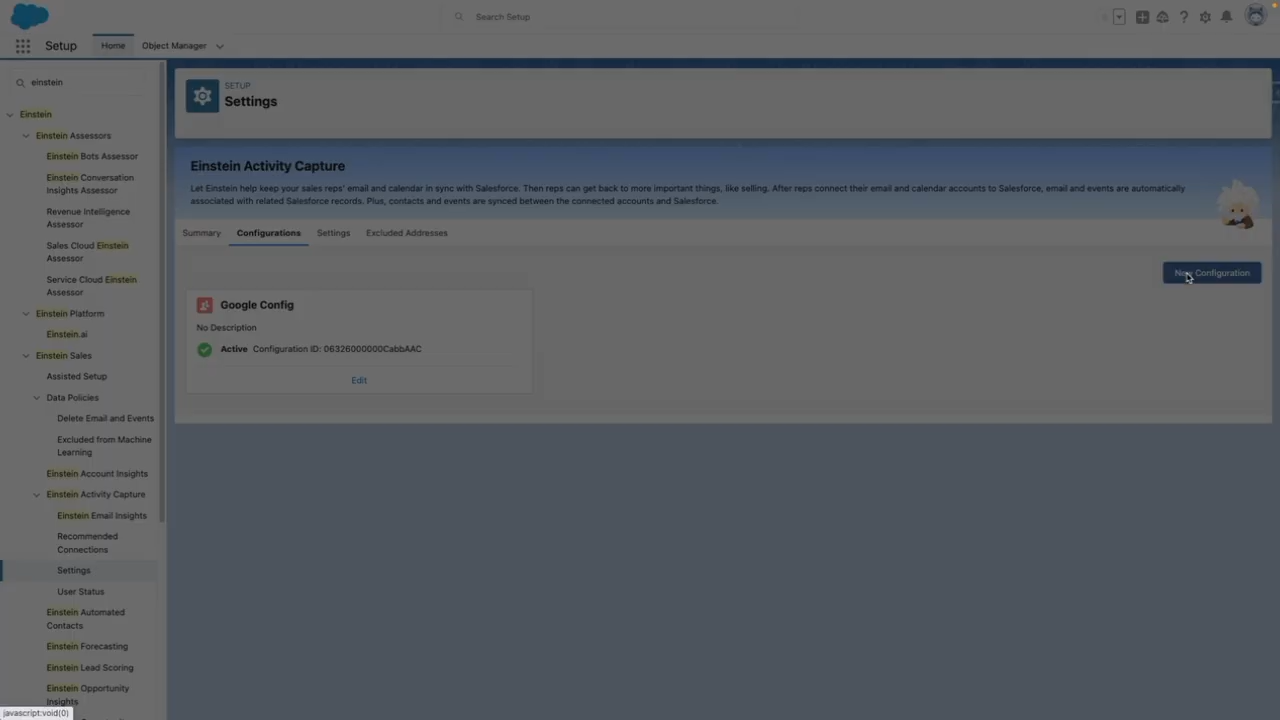 Search Setup
Setup
Home
Object Manager
einstein
Einstein
Einstein Assessors
Einstein Bots Assessor
Einstein Conversation
Insights Assessor
Revenue Intelligence
Assessor
Sales Cloud Einstein
Assessor
Service Cloud Einstein
Assessor
Einstein Platform
Einstein.ai
Einstein Sales
Assisted Setup
Data Policies
Delete Email and Events
Excluded from Machine
Learning
Einstein Account Insights
Einstein Activity Capture
Einstein Email Insights
Recommended
Connections
Settings
User Status
Einstein Automated
Contacts
Einstein Forecasting
Einstein Lead Scoring
Einstein Opportunity
Insights
javascript:void(0)
SETUP
Settings
Einstein Activity Capture
Let Einstein help keep your sales reps' email and calendar in sync with Salesforce. Then reps can get back to more important things, like selling. After reps connect their email and calendar accounts to Salesforce, email and events are automatically
associated with related Salesforce records. Plus, contacts and events are synced between the connected accounts and Salesforce.
Summary
Configurations
Settings
Excluded Addresses
New Configuration
Google Config
No Description
Active Configuration ID: 06326000000CabbAAC
Edit